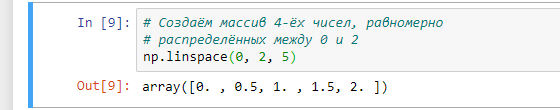 In [9]: # Создаём массив 4-ёх чисел, равномерно
# распределённых между 0 и 2
np.linspace(0, 2, 5)
Out[9]: array([0. , 0.5, 1. , 1.5, 2. ])